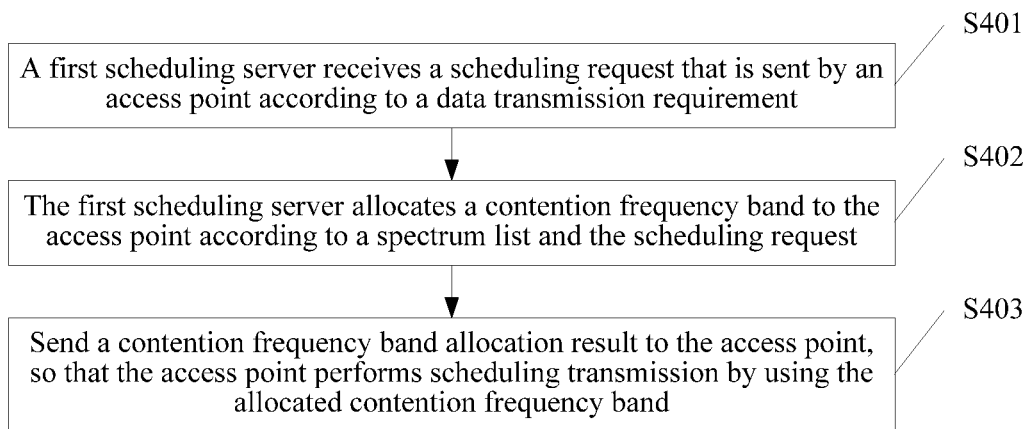 S401
A first scheduling server receives a scheduling request that is sent by an
access point according to a data transmission requirement
S402
The first scheduling server allocates a contention frequency band to the
access point according to a spectrum list and the scheduling request
S403
Send a contention frequency band allocation result to the access point,
so that the access point performs scheduling transmission by using the
allocated contention frequency band